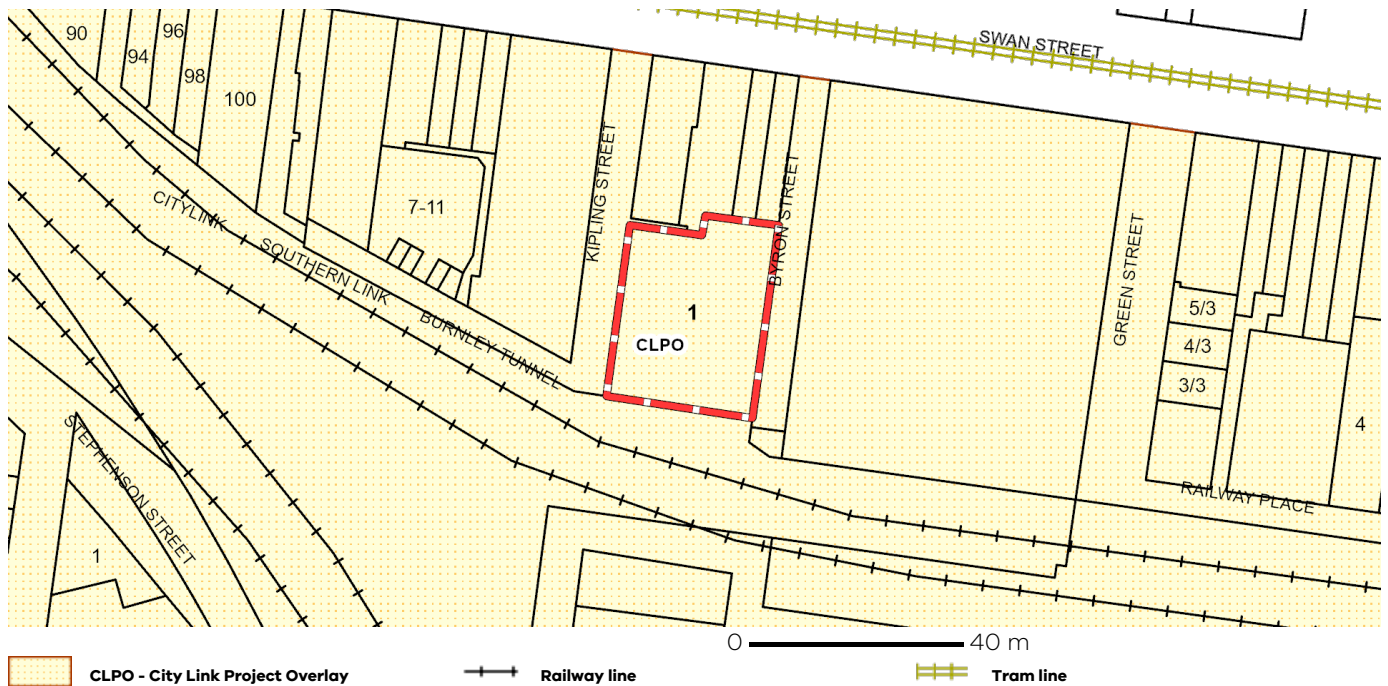 90
96
94
98
100
SWAN STREET
7-11
KIPLING STREET
BYRON STREET
GREEN STREET
CITYLINK
SOUTHERN LINK
BURNLEY TUNNEL
1
CLPO
5/3
4/3
3/3
4
STEPHENSON STREET
RAILWAY PLACE
1
0 40 m
CLPO - City Link Project Overlay
Railway line
Tram line